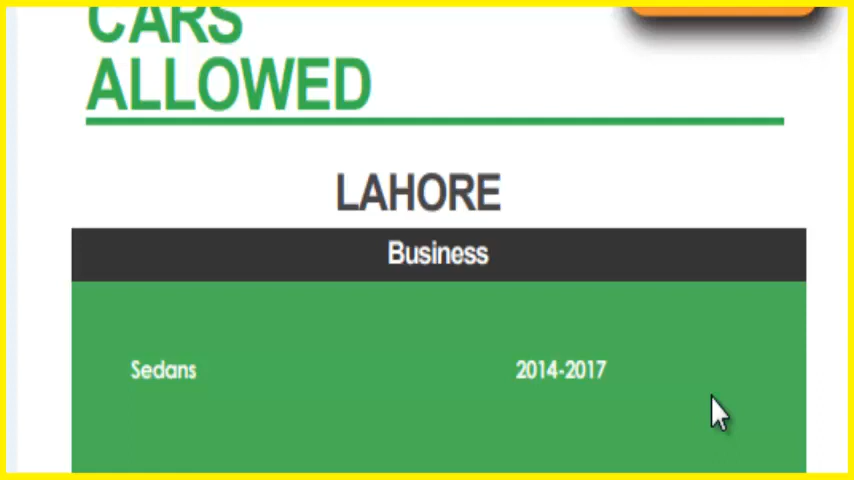 CARS
ALLOWED
LAHORE
Business
Sedans 2014-2017